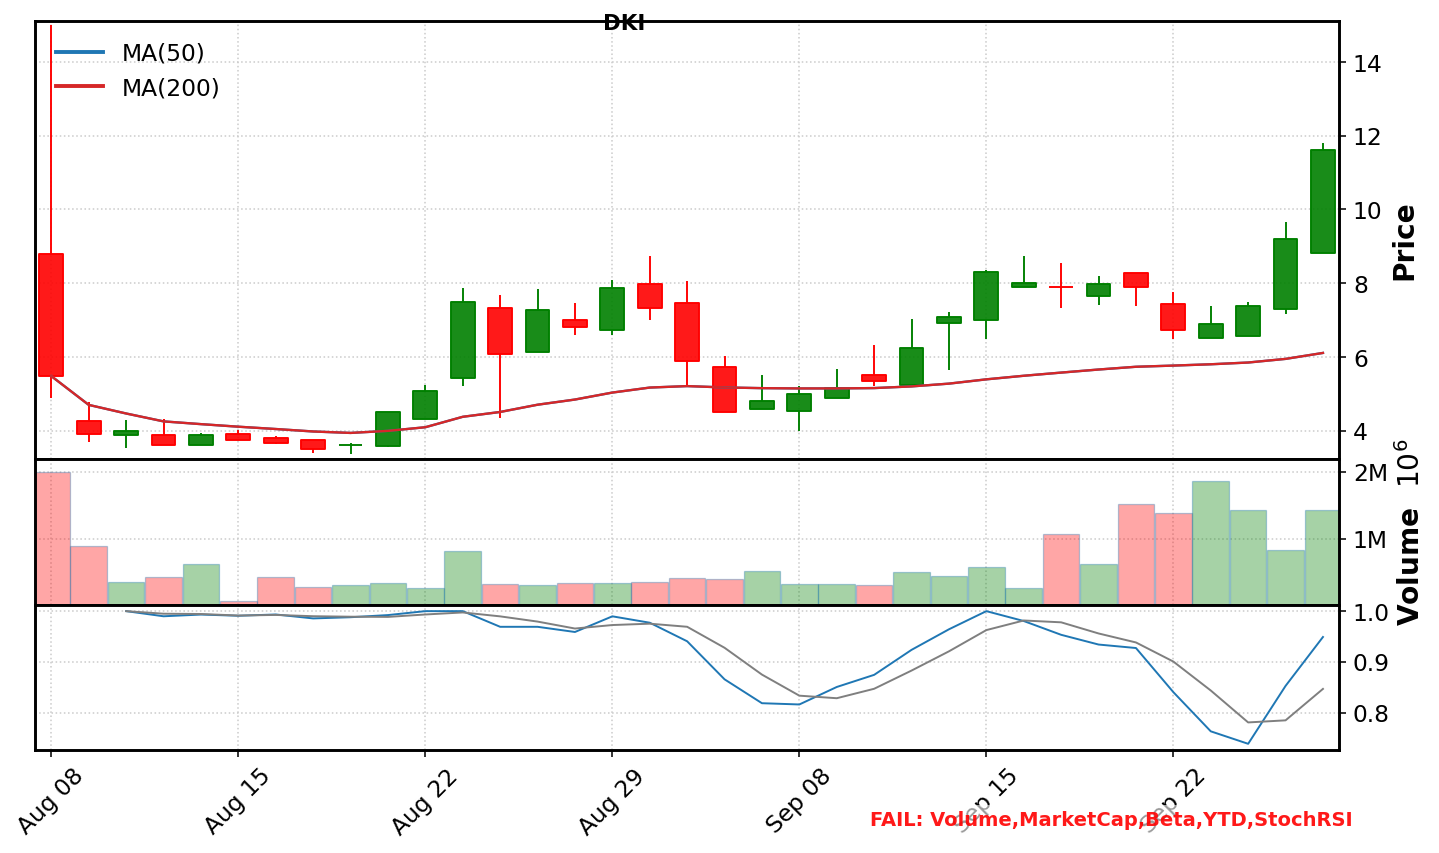 DKI
MA(50)
MA(200)
14
12
10
8
6
4
Price
2M
1M
Volume 10⁶
1.0
0.9
0.8
Aug 08
Aug 15
Aug 22
Aug 29
Sep 08
Sep 15
Sep 22
FAIL: Volume,MarketCap,Beta,YTD,StochRSI